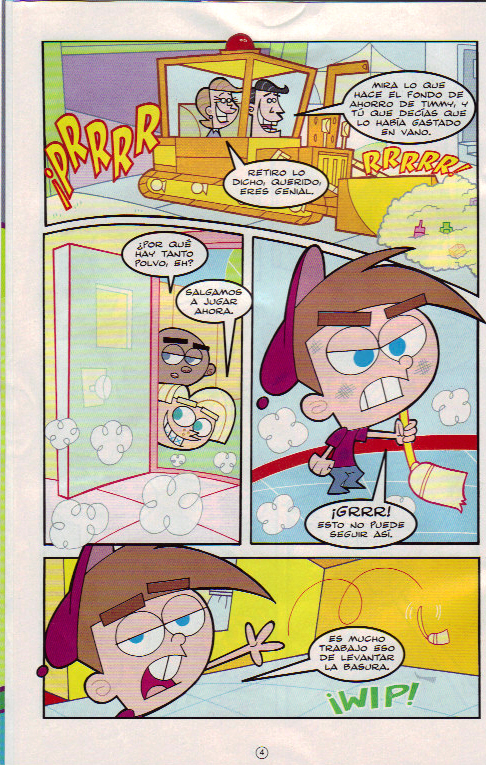 MIRA LO QUE
HACE EL FONDO DE
AHORRO DE TIMMY, Y
TÚ QUE DECÍAS QUE
LO HABÍA GASTADO
EN VANO.
¡PRRRRR
RRRRR!
RETIRO LO
DICHO, QUERIDO,
ERES GENIAL.
¿POR QUÉ
HAY TANTO
POLVO, EH?
SALGAMOS
A JUGAR
AHORA.
¡GRRR!
ESTO NO PUEDE
SEGUIR ASÍ.
ES MUCHO
TRABAJO ESO
DE LEVANTAR
LA BASURA.
¡WIP!
4